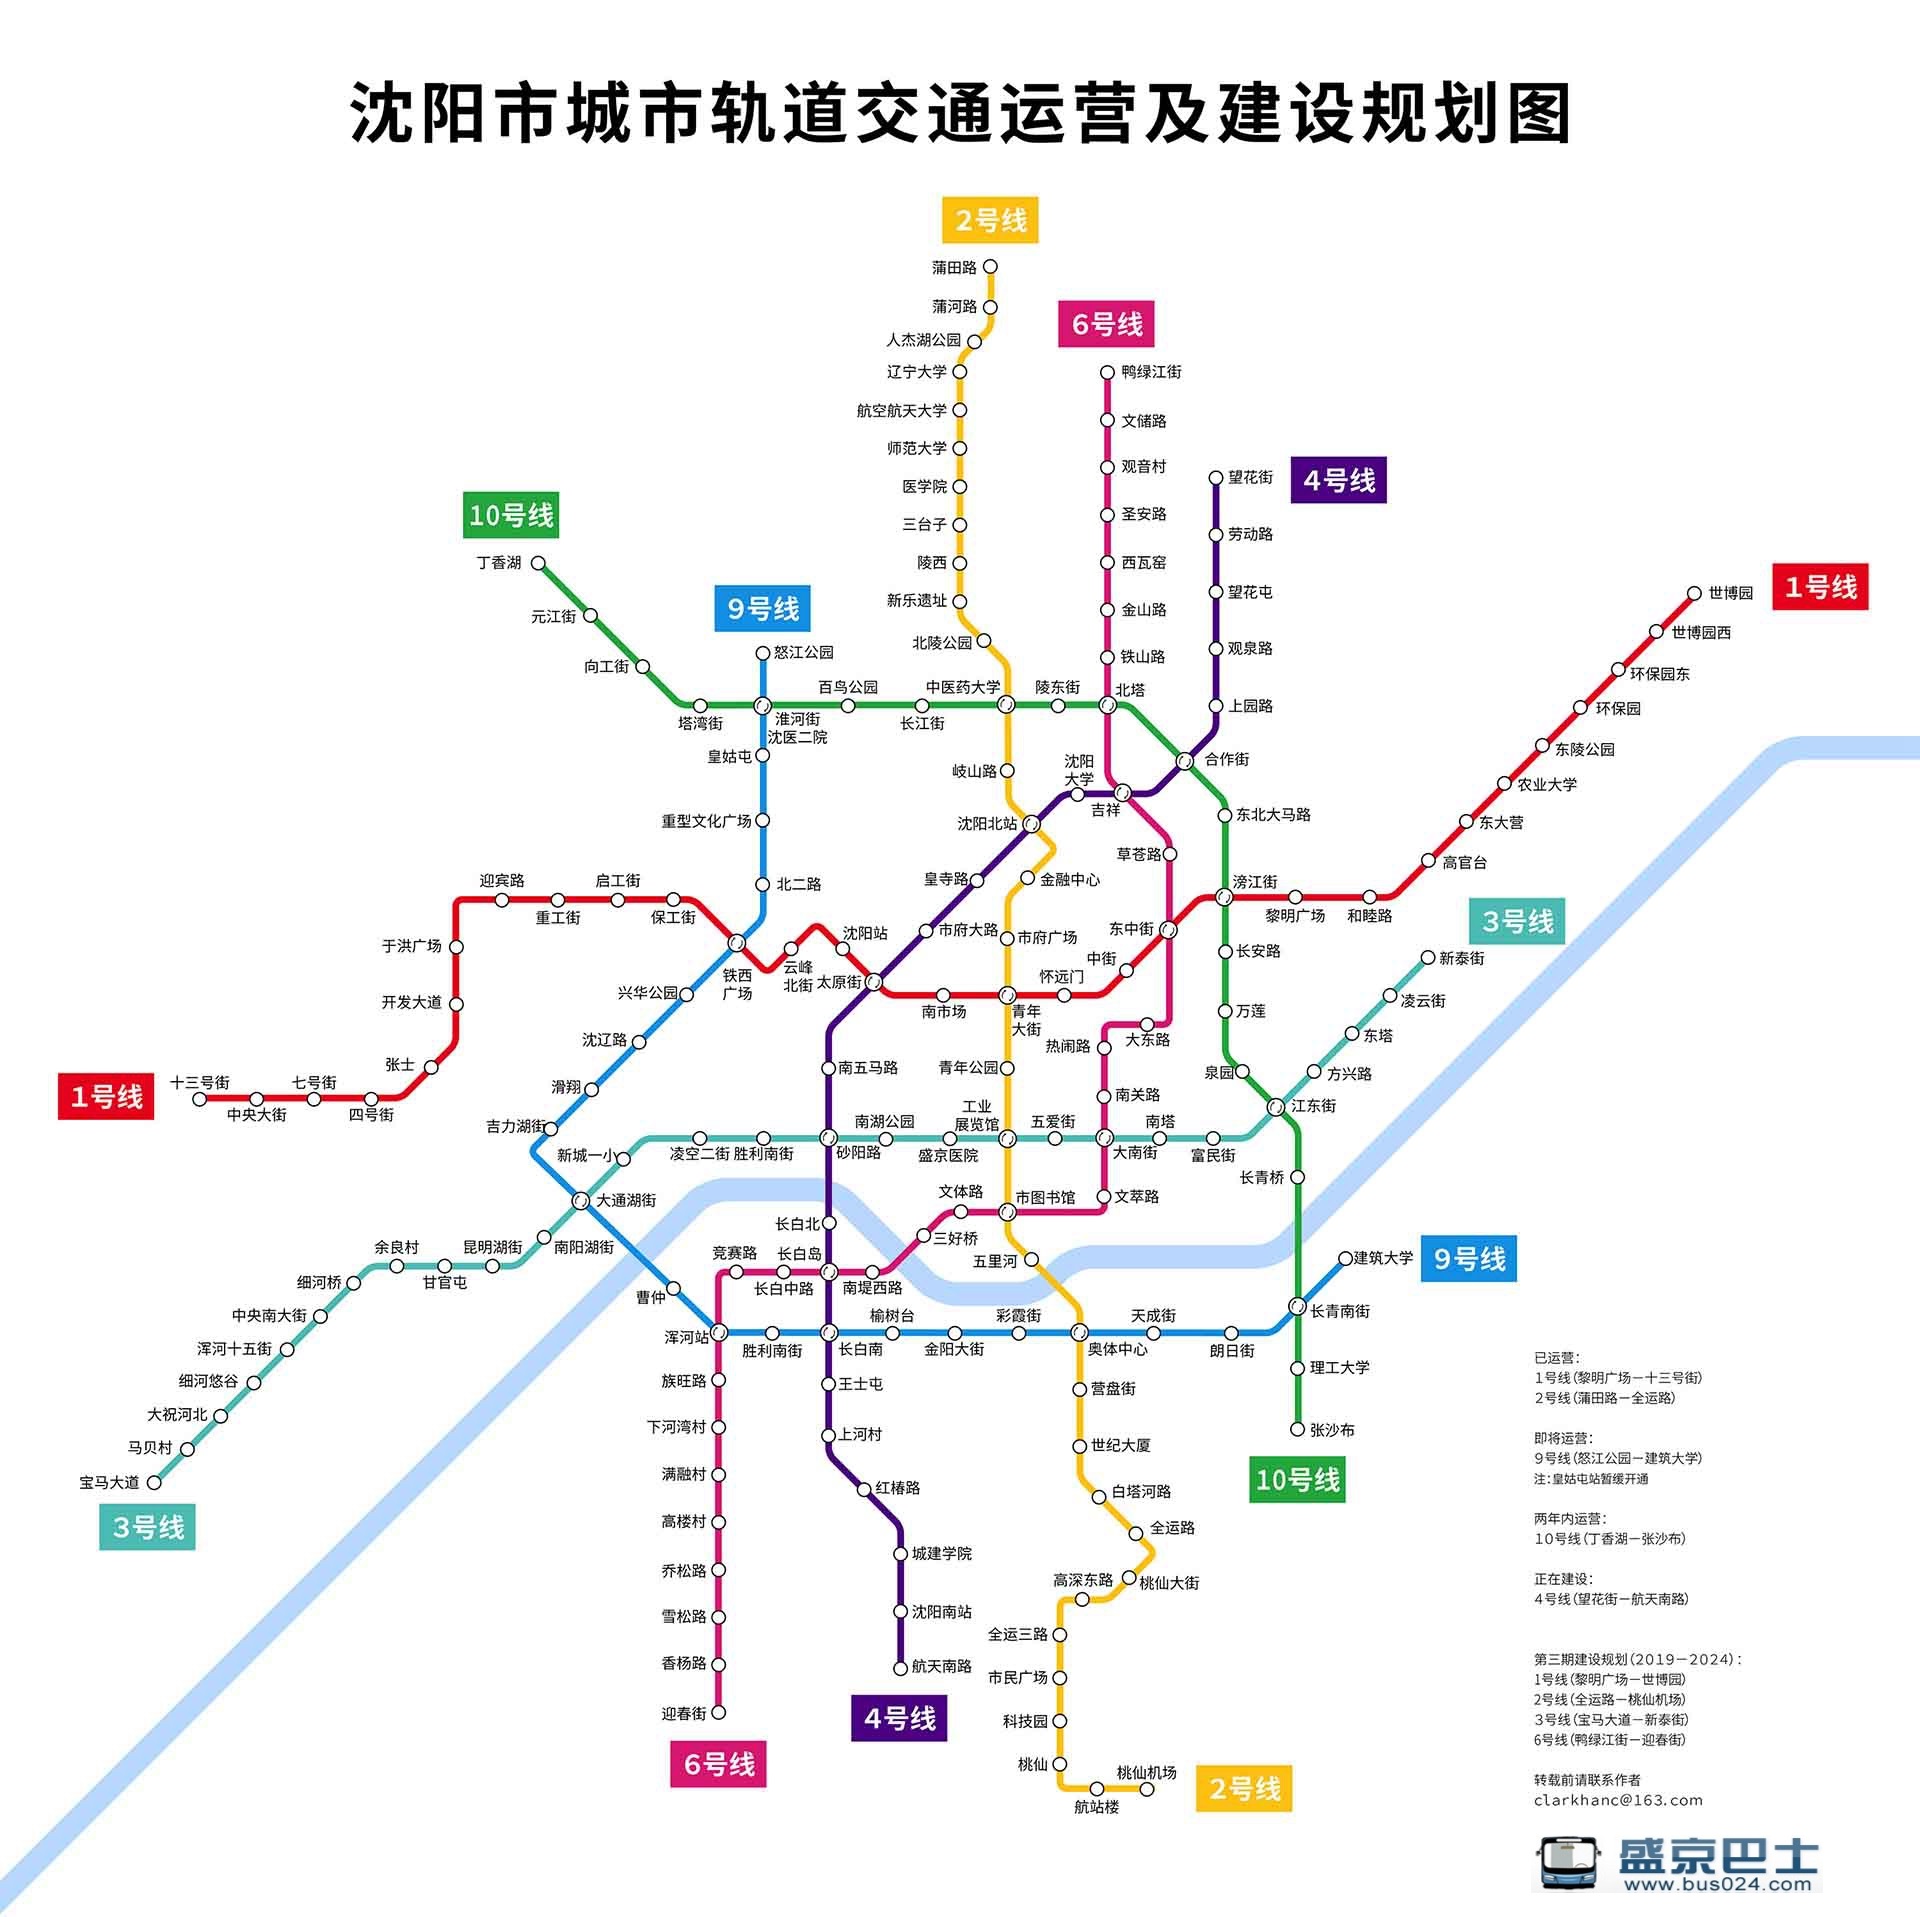 沈阳市城市轨道交通运营及建设规划图
2号线
蒲田路
蒲河路
人杰湖公园
辽宁大学
航空航天大学
师范大学
医学院
三台子
陵西
新乐遗址
北陵公园
中医药大学
岐山路
沈阳北站
金融中心
市府广场
青年
大街
青年公园
工业
展览馆
市图书馆
五里河
奥体中心
营盘街
世纪大厦
白塔河路
全运路
桃仙大街
高深东路
全运三路
市民广场
科技园
桃仙
航站楼
桃仙机场
2号线
6号线
鸭绿江街
文储路
观音村
圣安路
西瓦窑
金山路
铁山路
北塔
吉祥
草苍路
东中街
大东路
热闹路
南关路
大南街
文萃路
文体路
三好桥
南堤西路
长白岛
长白中路
竞赛路
浑河站
族旺路
下河湾村
满融村
高楼村
乔松路
雪松路
香杨路
迎春街
6号线
4号线
望花街
劳动路
望花屯
观泉路
上园路
合作街
沈阳
大学
皇寺路
市府大路
太原街
南五马路
砂阳路
长白北
长白南
王士屯
上河村
红椿路
城建学院
沈阳南站
航天南路
4号线
10号线
丁香湖
元江街
向工街
塔湾街
淮河街
沈医二院
百鸟公园
长江街
陵东街
东北大马路
滂江街
长安路
万莲
泉园
江东街
长青桥
长青南街
理工大学
张沙布
10号线
9号线
怒江公园
皇姑屯
重型文化广场
北二路
铁西
广场
兴华公园
沈辽路
滑翔
吉力湖街
大通湖街
曹仲
胜利南街
榆树台
金阳大街
彩霞街
天成街
朗日街
建筑大学
9号线
1号线
世博园
世博园西
环保园东
环保园
东陵公园
农业大学
东大营
高官台
和睦路
黎明广场
中街
怀远门
南市场
沈阳站
云峰
北街
保工街
启工街
重工街
迎宾路
于洪广场
开发大道
张士
四号街
七号街
中央大街
十三号街
1号线
3号线
新泰街
凌云街
东塔
方兴路
富民街
南塔
五爱街
盛京医院
南湖公园
胜利南街
凌空二街
新城一小
南阳湖街
昆明湖街
甘官屯
余良村
细河桥
中央南大街
浑河十五街
细河悠谷
大祝河北
马贝村
宝马大道
3号线
已运营：
1号线（黎明广场—十三号街）
2号线（蒲田路—全运路）
即将运营：
9号线（怒江公园—建筑大学）
注：皇姑屯站暂缓开通
两年内运营：
10号线（丁香湖—张沙布）
正在建设：
4号线（望花街—航天南路）
第三期建设规划（2019—2024）：
1号线（黎明广场—世博园）
2号线（全运路—桃仙机场）
3号线（宝马大道—新泰街）
6号线（鸭绿江街—迎春街）
转载前请联系作者
clarkhanc@163.com
盛京巴士
www.bus024.com